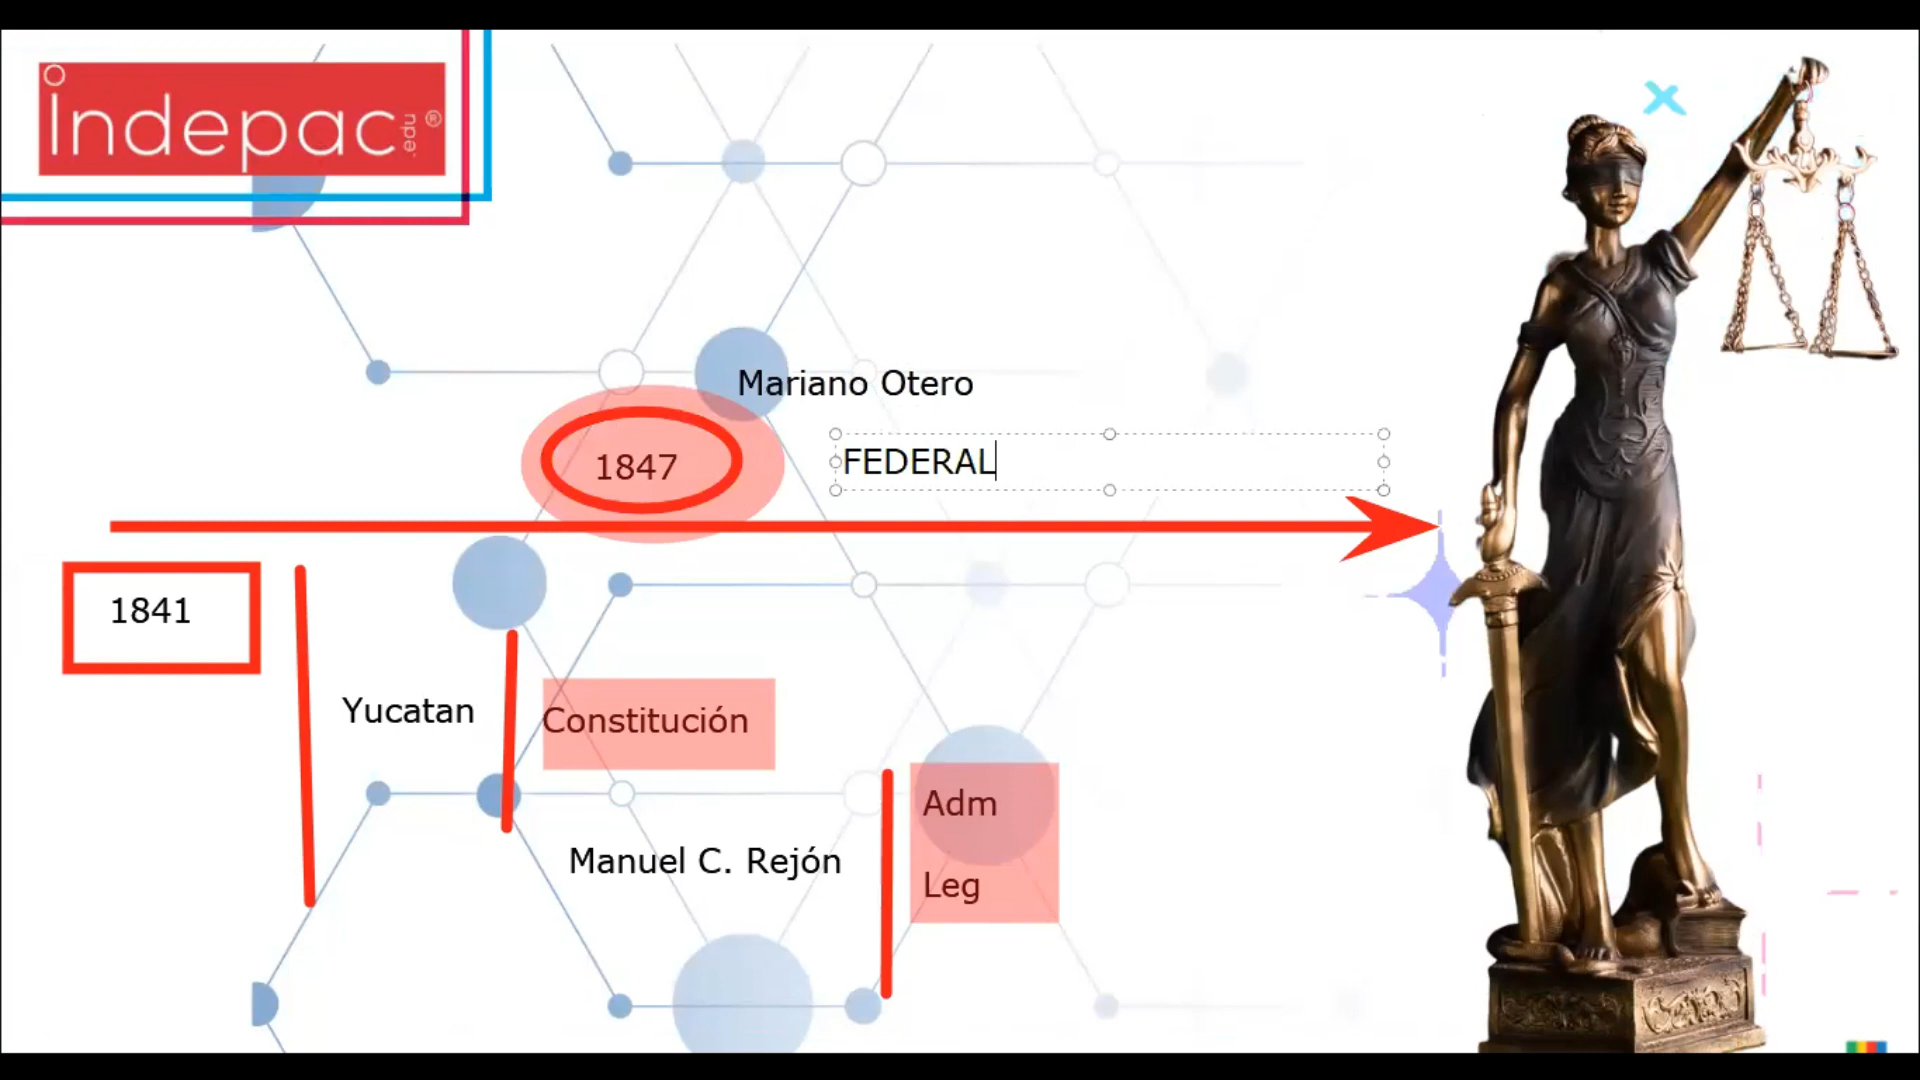 indepac .edu ®
Mariano Otero
1847
FEDERAL
1841
Yucatan
Constitución
Adm
Manuel C. Rejón
Leg